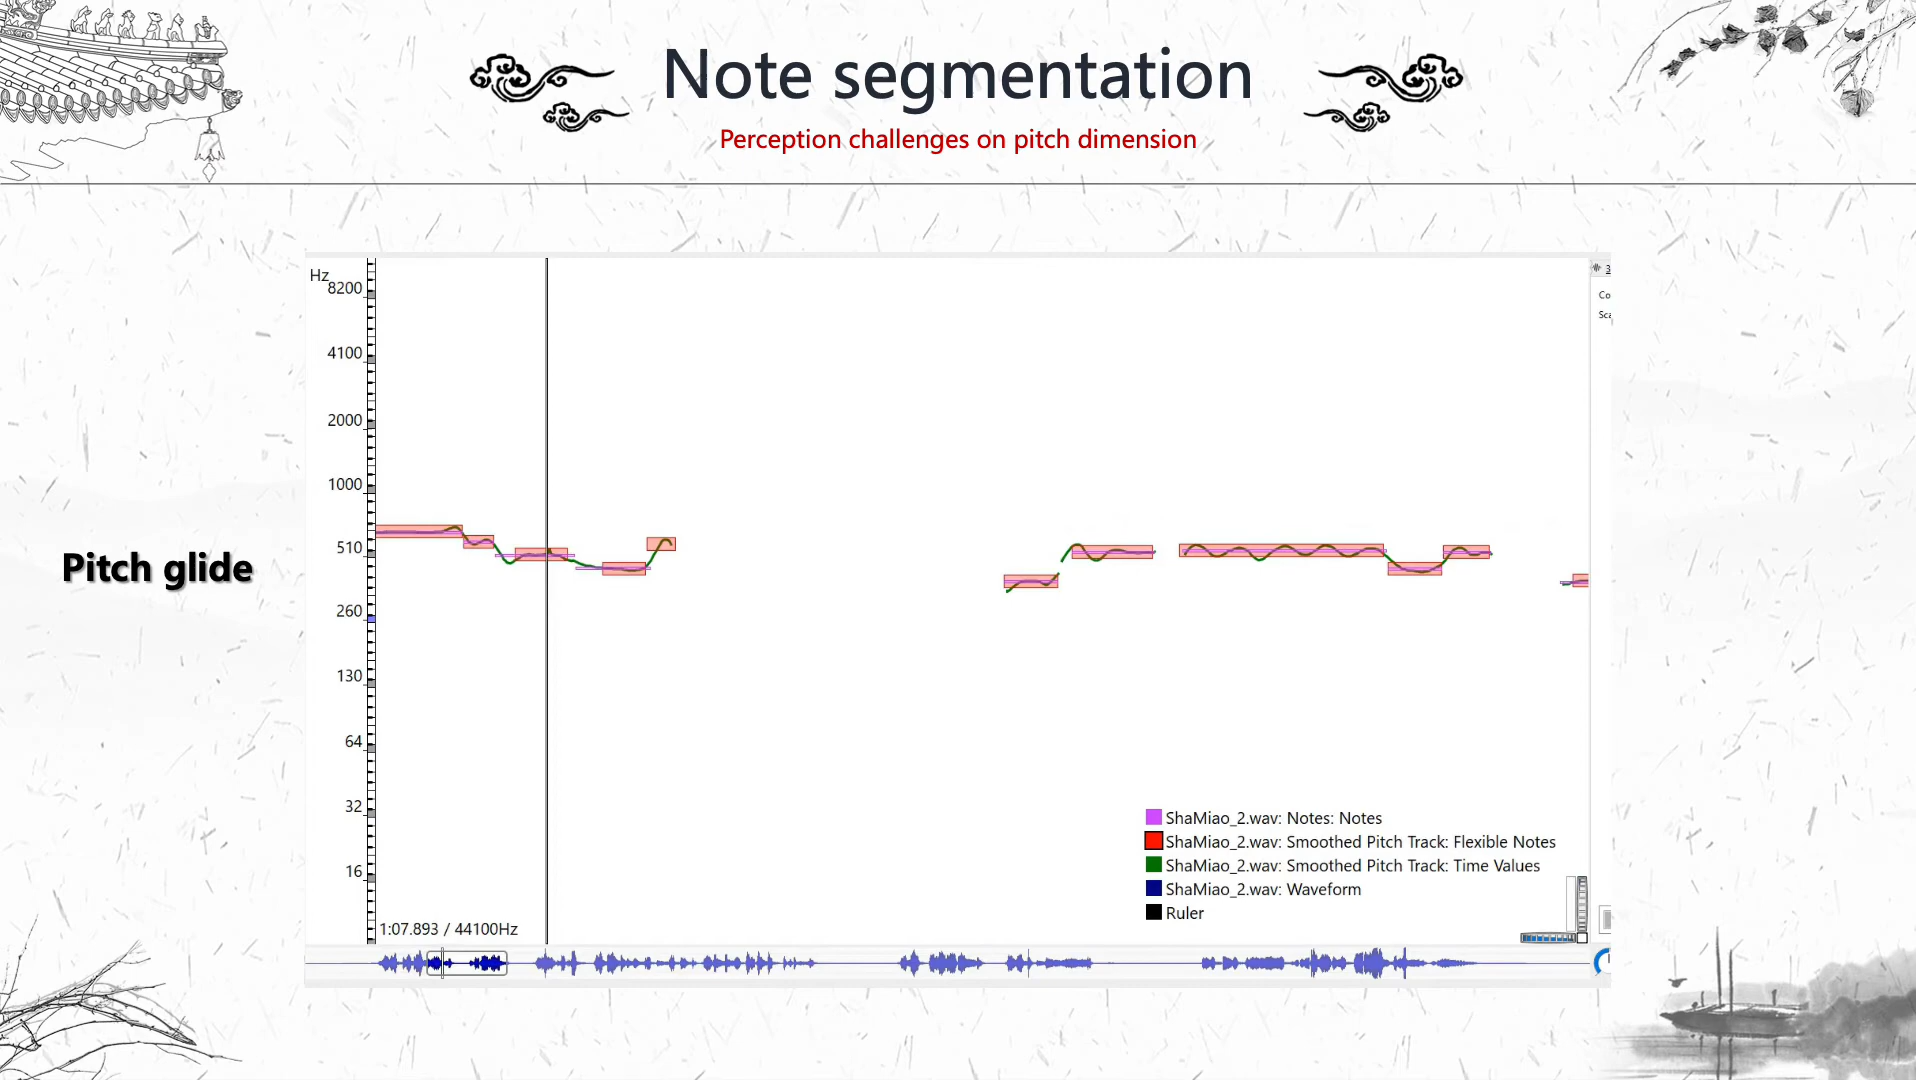 Note segmentation
Perception challenges on pitch dimension
Pitch glide
Hz
8200
4100
2000
1000
510
260
130
64
32
16
1:07.893 / 44100Hz
ShaMiao_2.wav: Notes: Notes
ShaMiao_2.wav: Smoothed Pitch Track: Flexible Notes
ShaMiao_2.wav: Smoothed Pitch Track: Time Values
ShaMiao_2.wav: Waveform
Ruler
3
Co